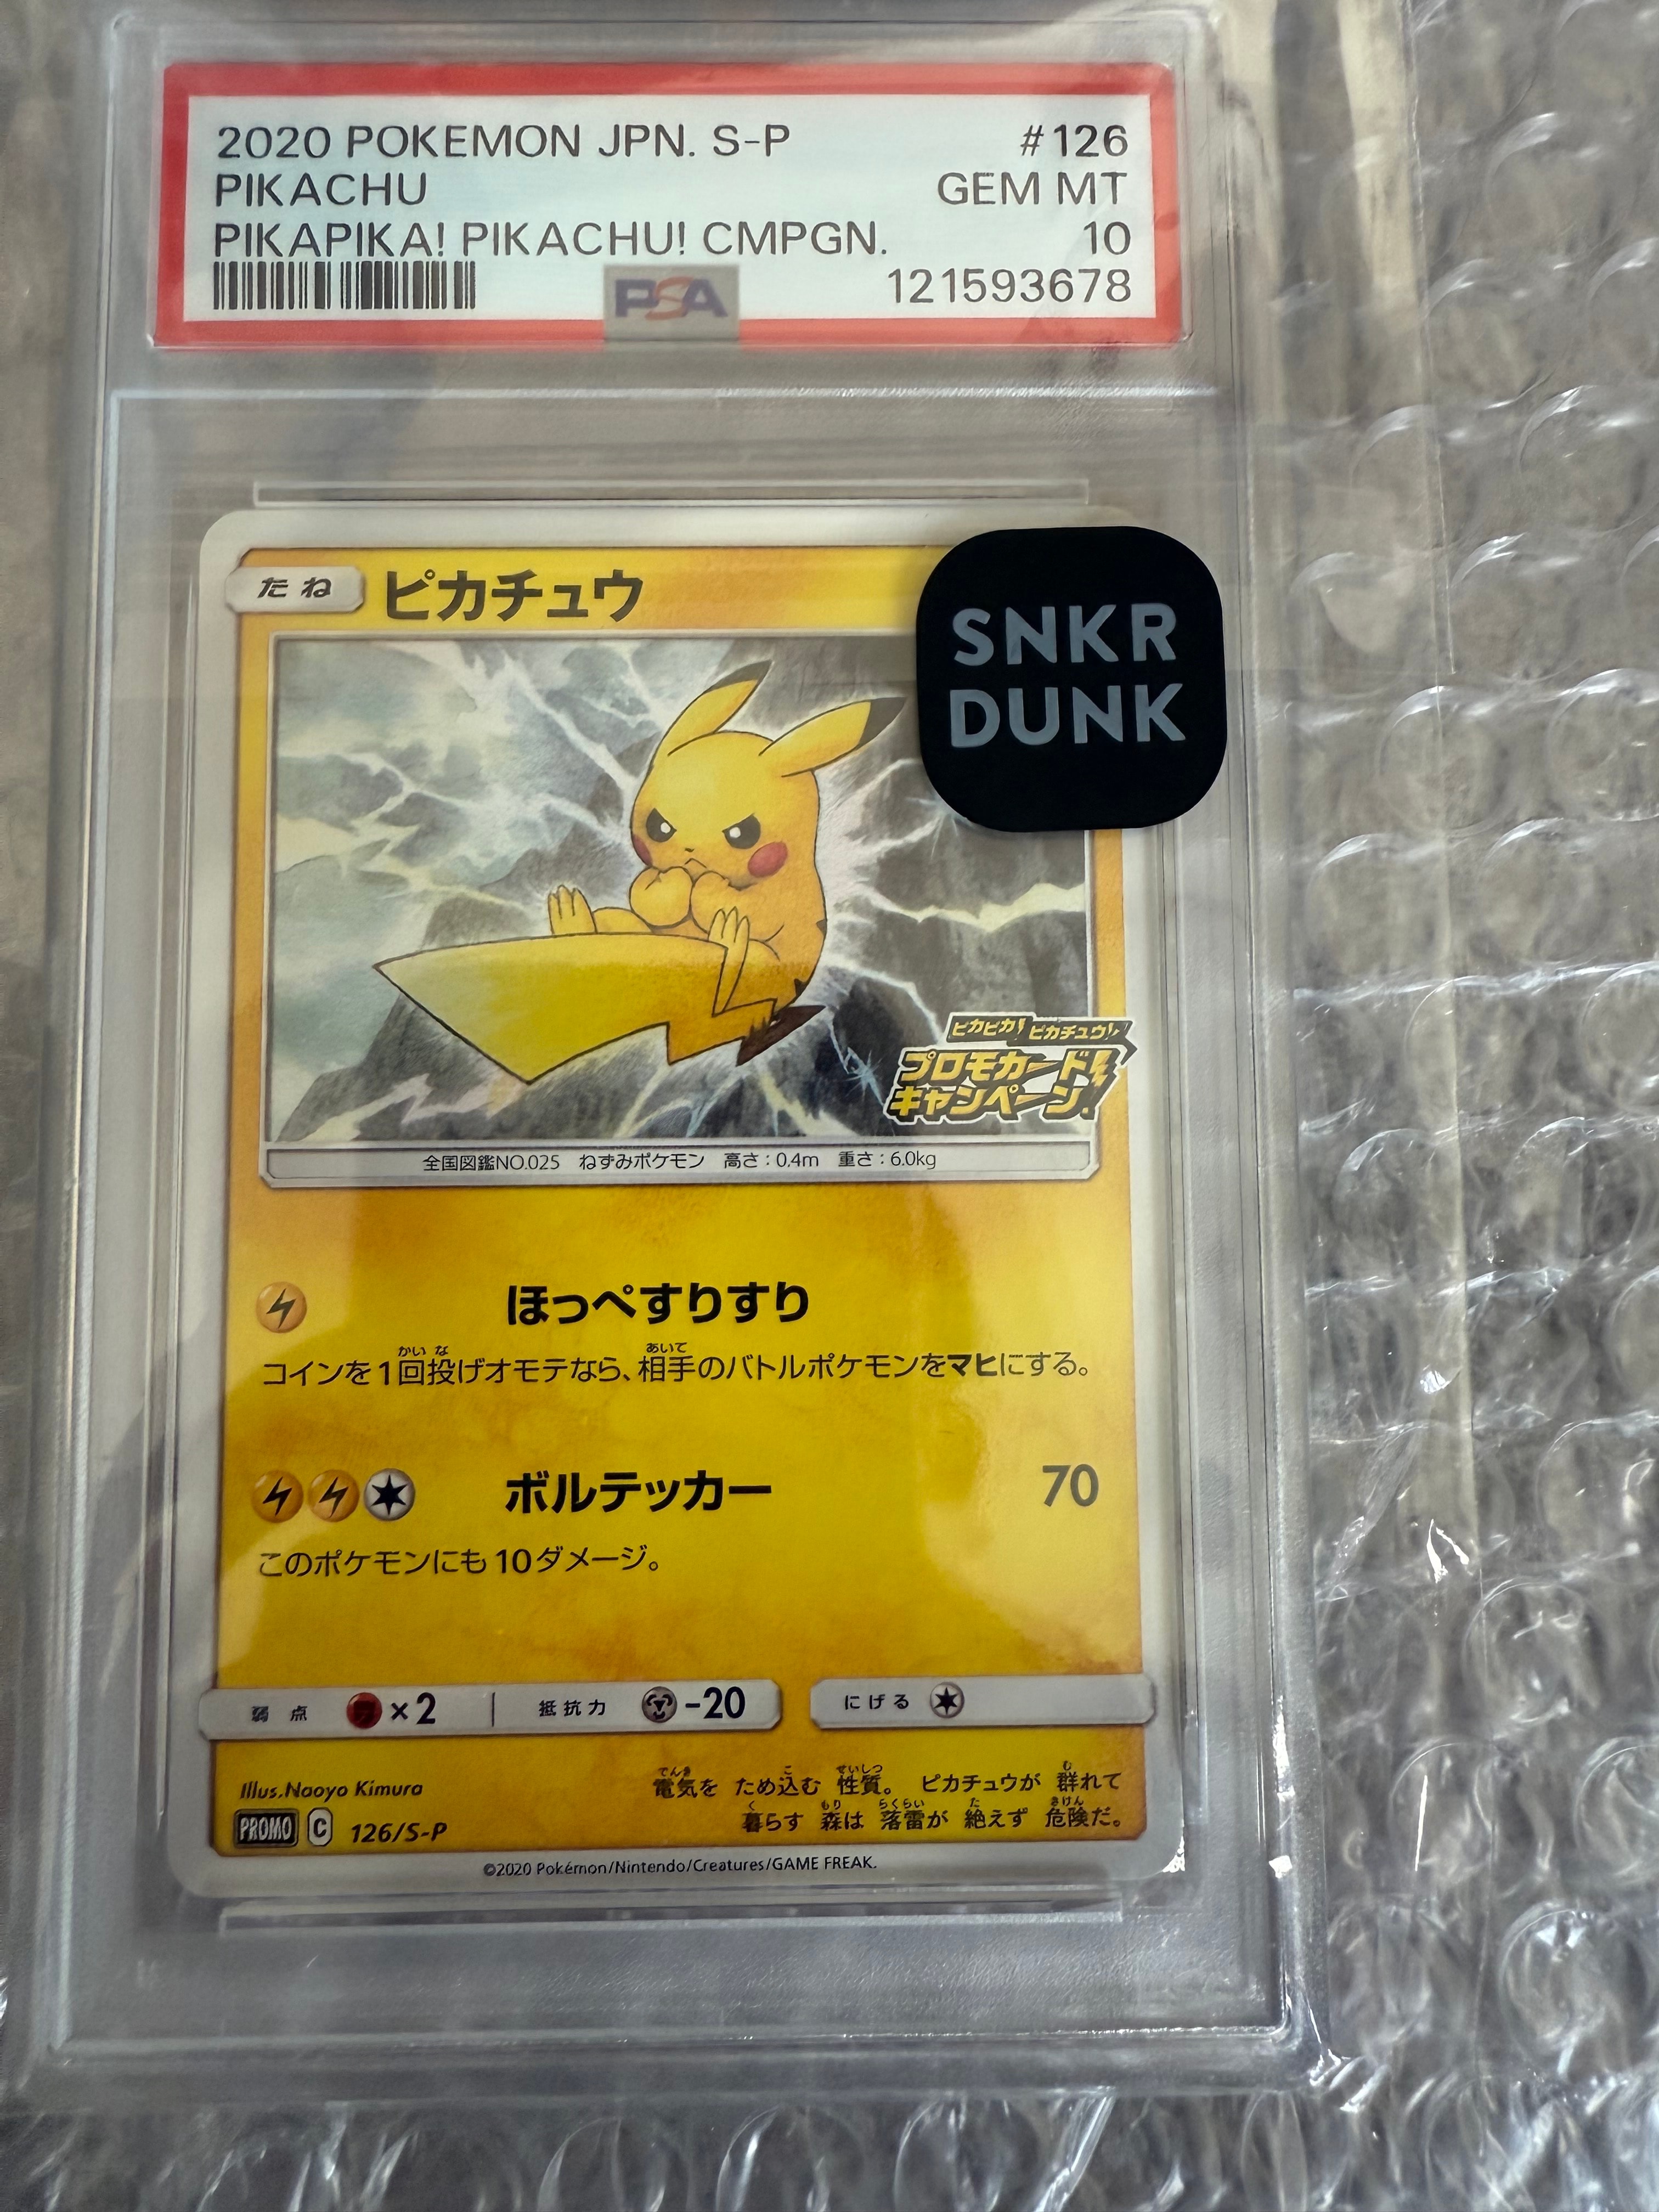 2020 POKEMON JPN. S-P #126
PIKACHU GEM MT
PIKAPIKA! PIKACHU! CMPGN. 10
PSA 121593678
たね ピカチュウ
SNKR
DUNK
ピカピカ! ピカチュウ!
プロモカード
キャンペーン!
全国図鑑NO.025 ねずみポケモン 高さ:0.4m 重さ:6.0kg
ほっぺすりすり
コインを1回投げオモテなら、相手のバトルポケモンをマヒにする。
ボルテッカー 70
このポケモンにも10ダメージ。
弱点 ×2 抵抗力 -20 にげる
Illus.Naoyo Kimura
電気を ため込む 性質。 ピカチュウが 群れて
暮らす 森は 落雷が 絶えず 危険だ。
PROMO C 126/S-P
©2020 Pokémon/Nintendo/Creatures/GAME FREAK.